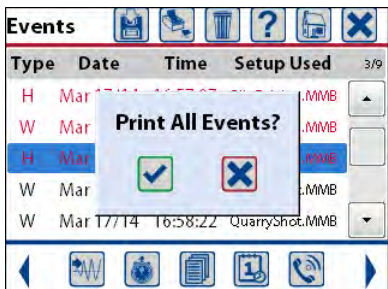 Events
Type Date Time Setup Used 3/9
H Mar .MMB
W Mar .MMB
Print All Events?
H Mar
W Mar .MMB
W Mar 17/14 16:58:22 QuarryShot.MMB